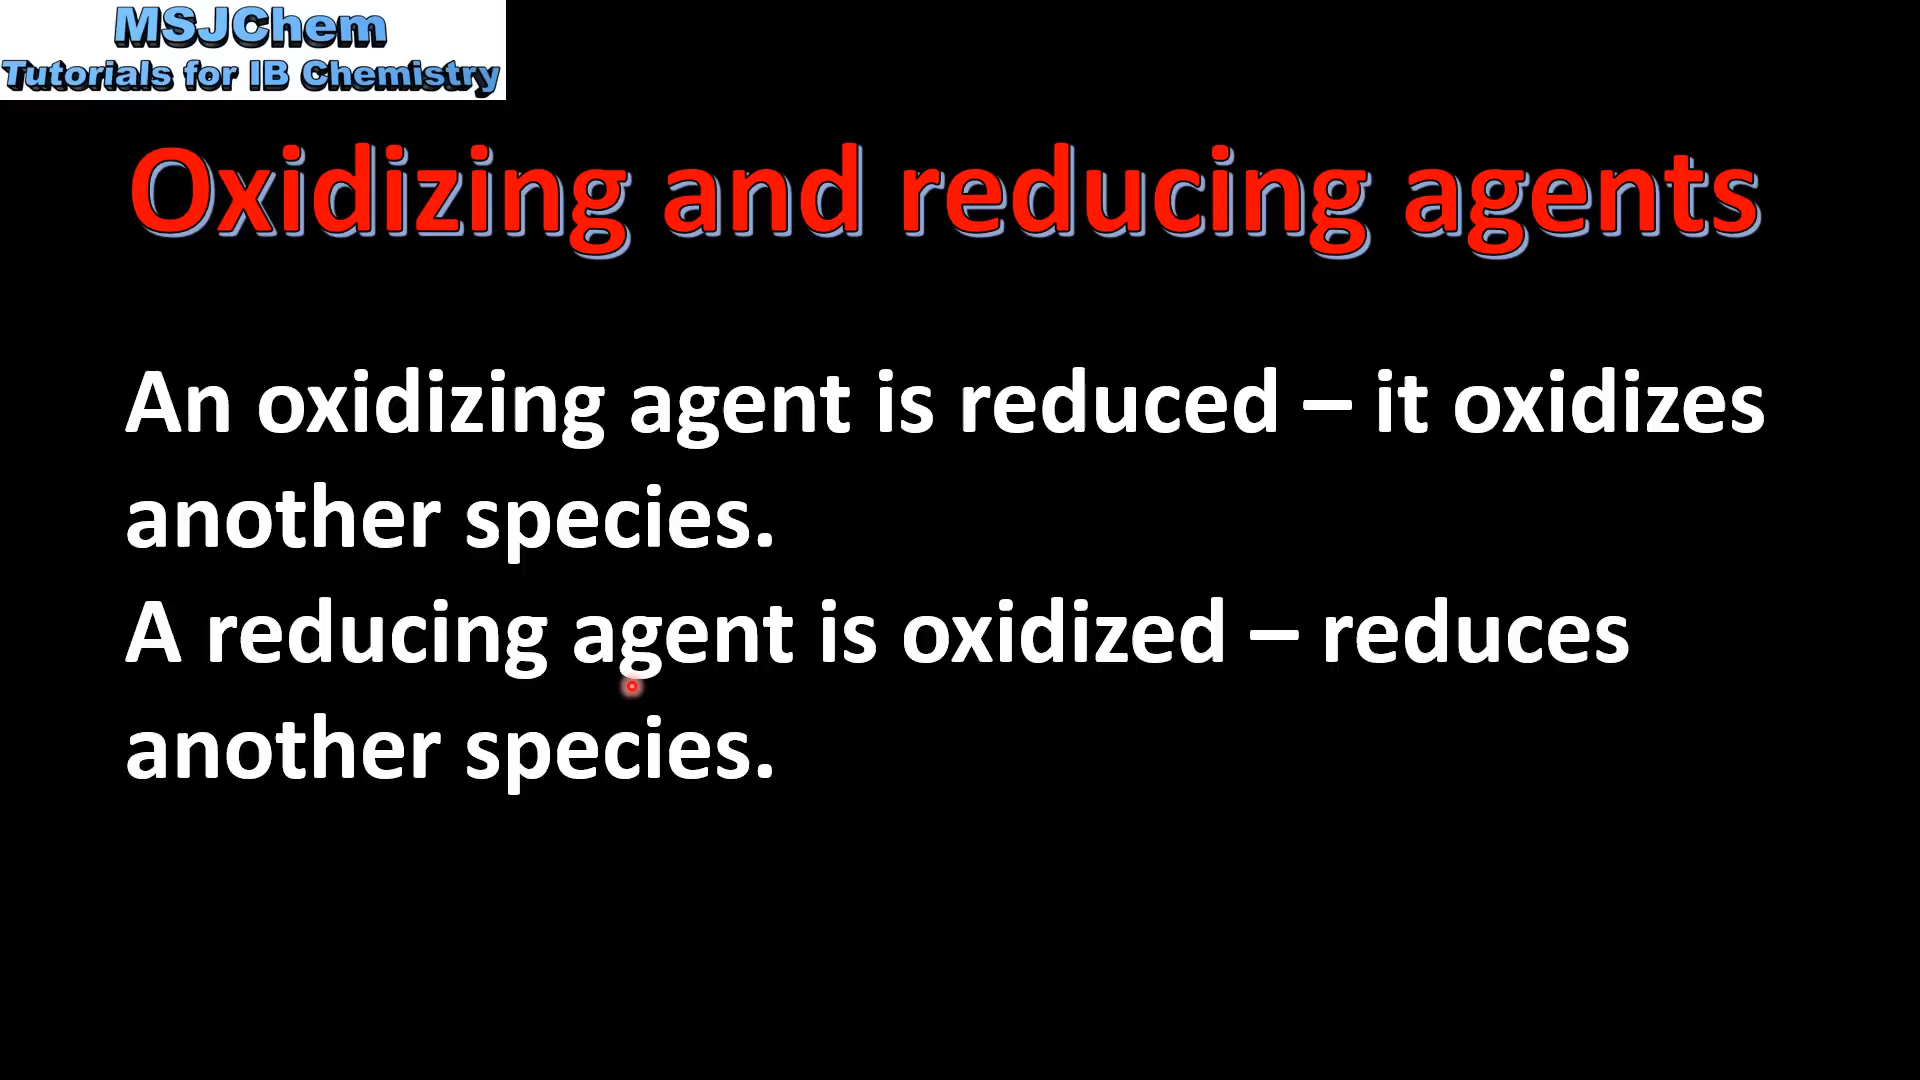 MSJChem
Tutorials for IB Chemistry
Oxidizing and reducing agents
An oxidizing agent is reduced – it oxidizes
another species.
A reducing agent is oxidized – reduces
another species.